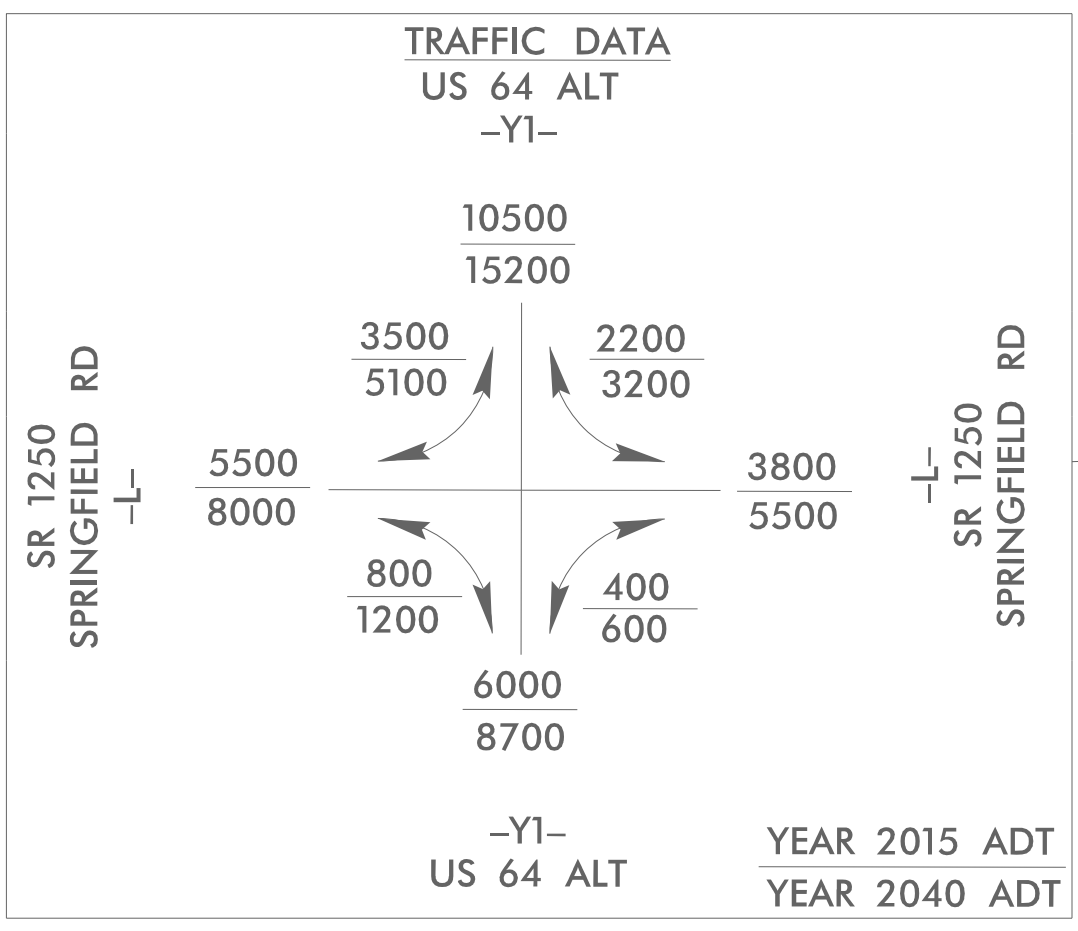 TRAFFIC DATA
US 64 ALT
–Y1–
10500
15200
3500
5100
2200
3200
SR 1250
SPRINGFIELD RD
–L–
5500
8000
3800
5500
–L–
SR 1250
SPRINGFIELD RD
800
1200
400
600
6000
8700
–Y1–
US 64 ALT
YEAR 2015 ADT
YEAR 2040 ADT